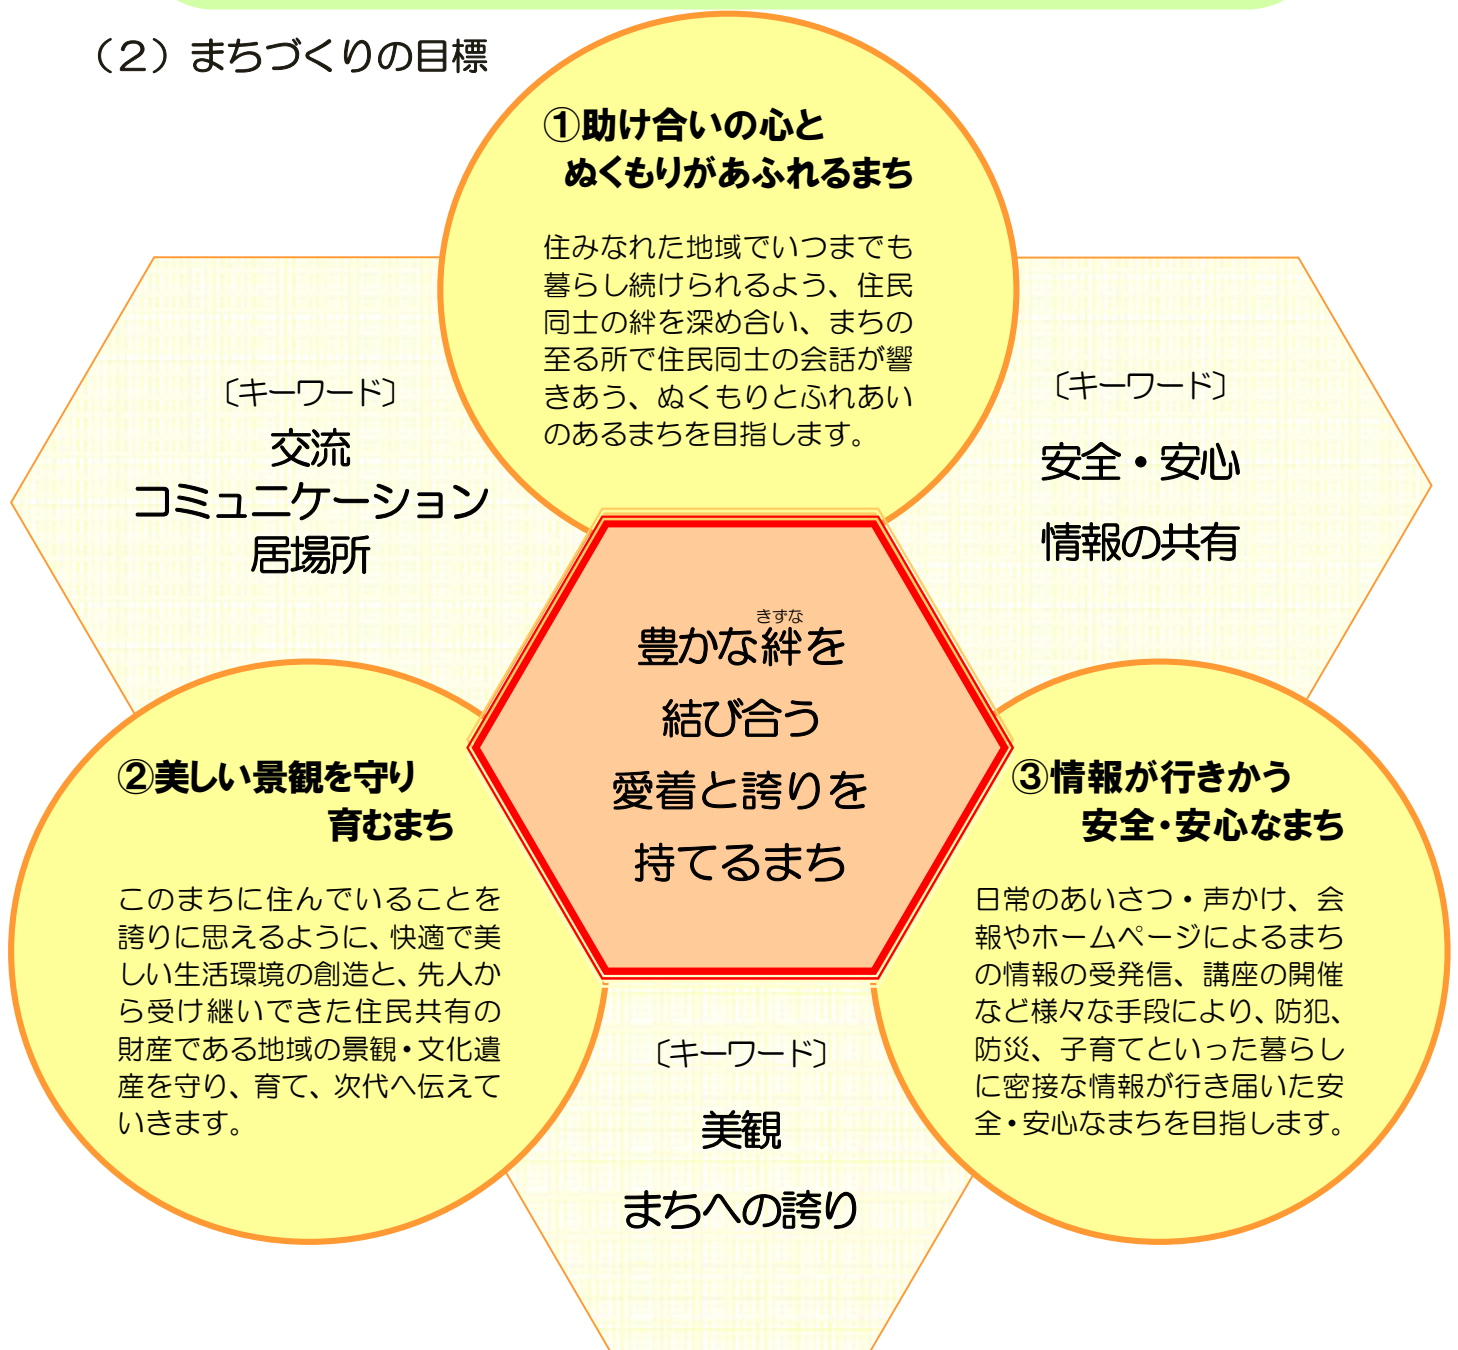 （2）まちづくりの目標
①助け合いの心と
ぬくもりがあふれるまち
住みなれた地域でいつまでも
暮らし続けられるよう、住民
同士の絆を深め合い、まちの
至る所で住民同士の会話が響
きあう、ぬくもりとふれあい
のあるまちを目指します。
〔キーワード〕
交流
コミュニケーション
居場所
〔キーワード〕
安全・安心
情報の共有
きずな
豊かな絆を
結び合う
愛着と誇りを
持てるまち
②美しい景観を守り
育むまち
このまちに住んでいることを
誇りに思えるように、快適で美
しい生活環境の創造と、先人か
ら受け継いできた住民共有の
財産である地域の景観・文化遺
産を守り、育て、次代へ伝えて
いきます。
③情報が行きかう
安全・安心なまち
日常のあいさつ・声かけ、会
報やホームページによるまち
の情報の受発信、講座の開催
など様々な手段により、防犯、
防災、子育てといった暮らし
に密接な情報が行き届いた安
全・安心なまちを目指します。
〔キーワード〕
美観
まちへの誇り